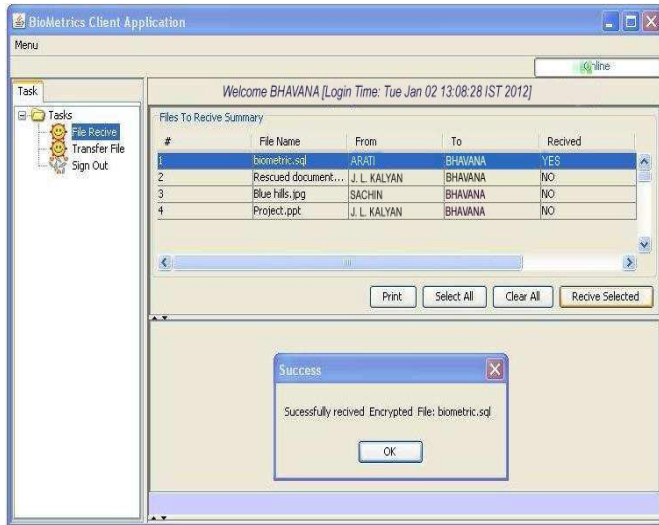 BioMetrics Client Application
Menu
Online
Task
Welcome BHAVANA [Login Time: Tue Jan 02 13:08:28 IST 2012]
Tasks
File Recive
Transfer File
Sign Out
Files To Recive Summary
# File Name From To Recived
1 biometric.sql ARATI BHAVANA YES
2 Rescued document... J. L. KALYAN BHAVANA NO
3 Blue hills.jpg SACHIN BHAVANA NO
4 Project.ppt J. L. KALYAN BHAVANA NO
Print Select All Clear All Recive Selected
Success
Sucessfully recived Encrypted File: biometric.sql
OK